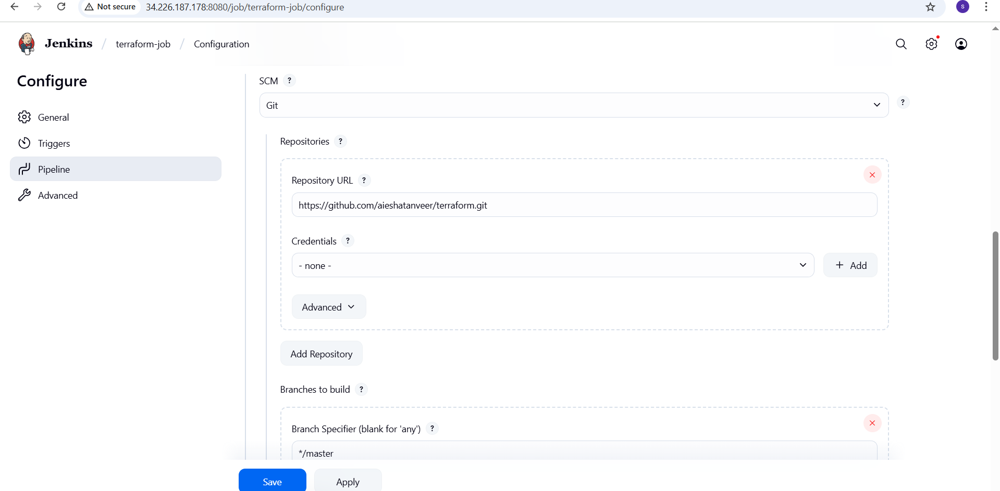 Not secure 34.226.187.178:8080/job/terraform-job/configure S
Jenkins / terraform-job / Configuration
Configure
General
Triggers
Pipeline
Advanced
SCM ?
Git
?
Repositories ?
Repository URL ?
https://github.com/aieshatanveer/terraform.git
Credentials ?
- none -
+ Add
Advanced
Add Repository
Branches to build ?
Branch Specifier (blank for 'any') ?
*/master
Save Apply